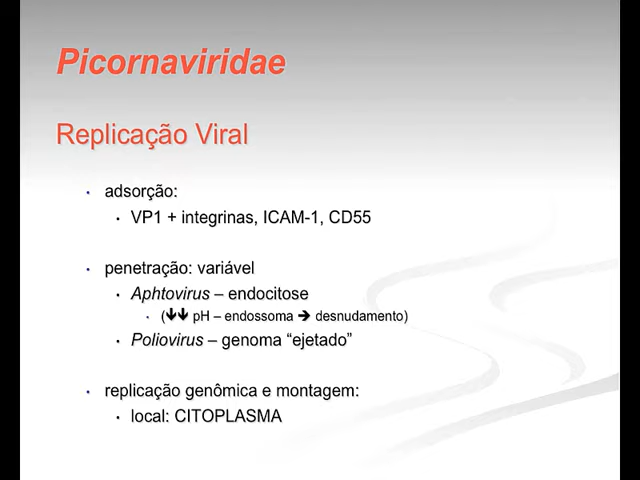 Picornaviridae
Replicação Viral
• adsorção:
• VP1 + integrinas, ICAM-1, CD55
• penetração: variável
• Aphtovirus – endocitose
• (🡻🡻 pH – endossoma 🡺 desnudamento)
• Poliovirus – genoma “ejetado”
• replicação genômica e montagem:
• local: CITOPLASMA